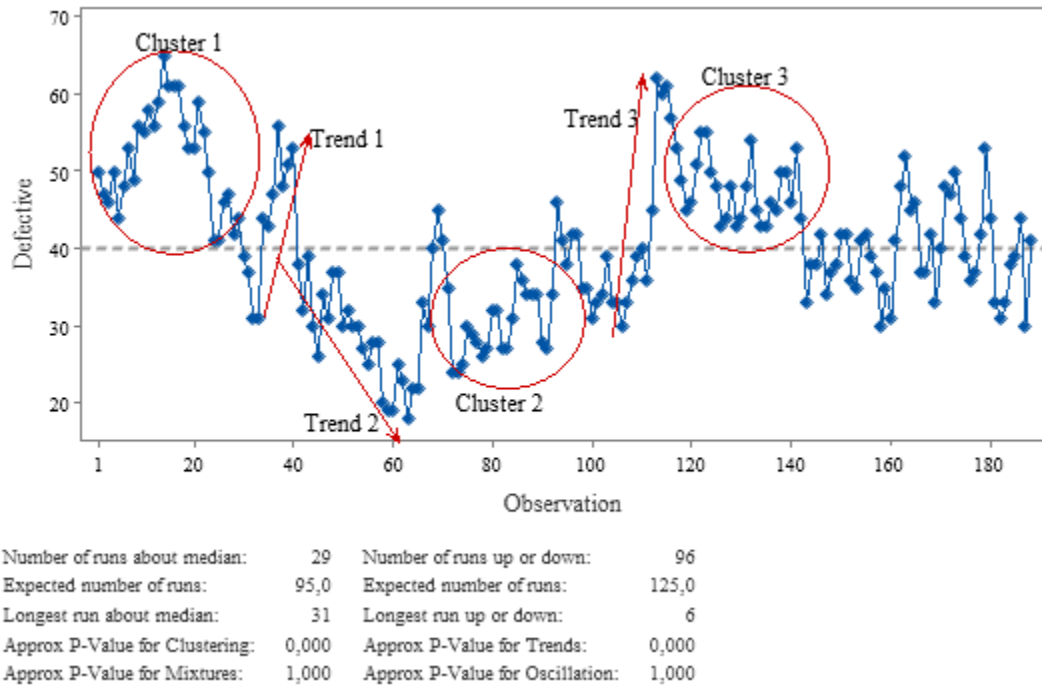 70
Cluster 1
60
Cluster 3
Trend 3
Trend 1
50
Defective
40
30
20
Trend 2
Cluster 2
1 20 40 60 80 100 120 140 160 180
Observation
Number of runs about median: 29 Number of runs up or down: 96
Expected number of runs: 95,0 Expected number of runs: 125,0
Longest run about median: 31 Longest run up or down: 6
Approx P-Value for Clustering: 0,000 Approx P-Value for Trends: 0,000
Approx P-Value for Mixtures: 1,000 Approx P-Value for Oscillation: 1,000